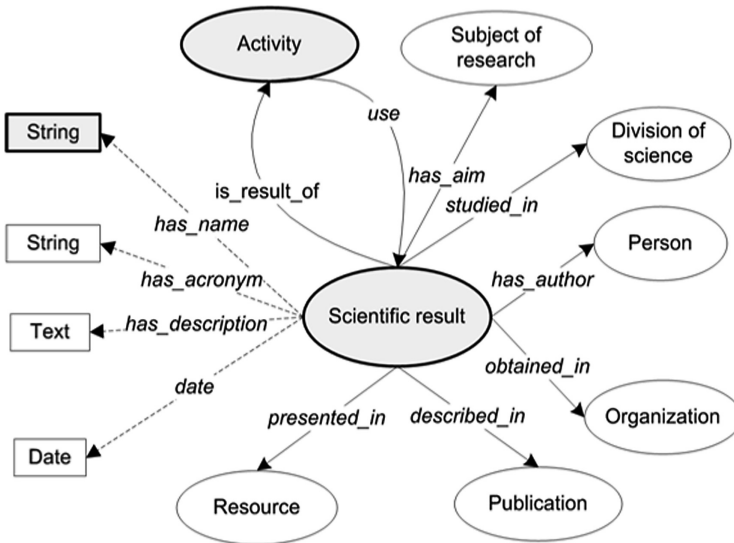 Activity
Subject of
research
String
use
Division of
science
has_aim
is_result_of
studied_in
has_name
String
Person
has_acronym
has_author
Scientific result
Text
has_description
obtained_in
date
presented_in
described_in
Organization
Date
Resource
Publication